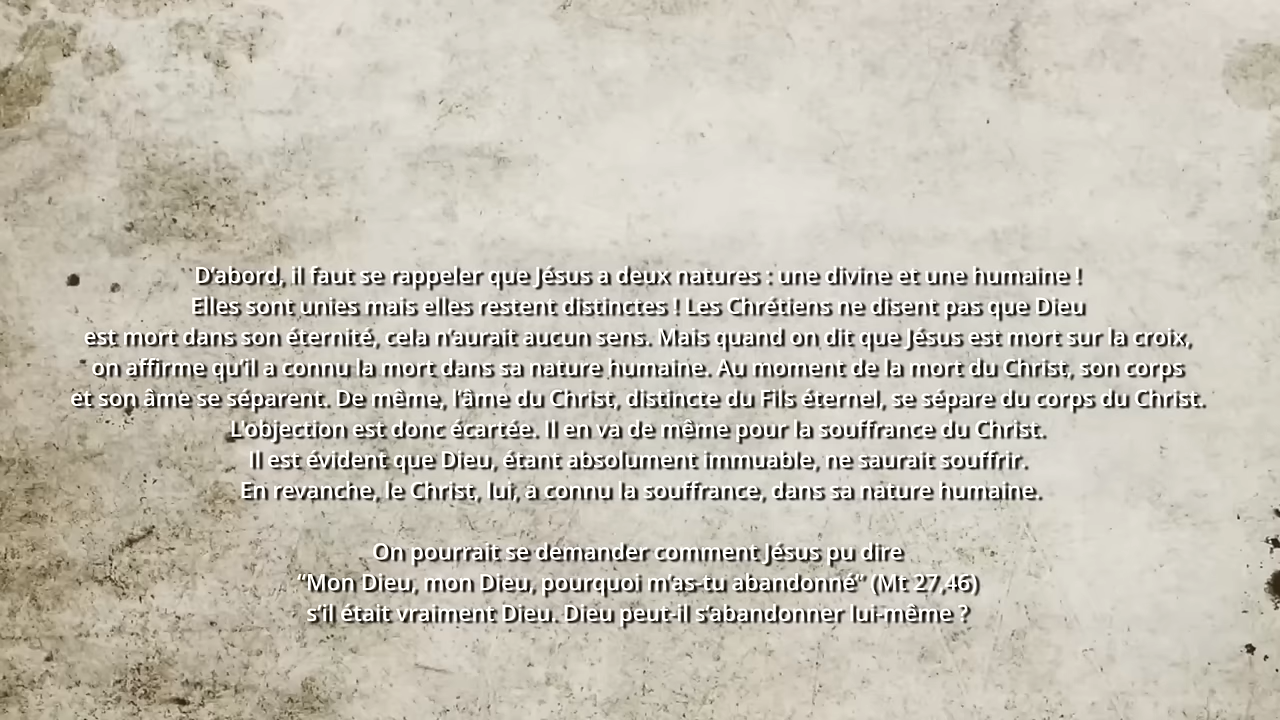 D'abord, il faut se rappeler que Jésus a deux natures : une divine et une humaine !
Elles sont unies mais elles restent distinctes ! Les Chrétiens ne disent pas que Dieu
est mort dans son éternité, cela n'aurait aucun sens. Mais quand on dit que Jésus est mort sur la croix,
on affirme qu'il a connu la mort dans sa nature humaine. Au moment de la mort du Christ, son corps
et son âme se séparent. De même, l'âme du Christ, distincte du Fils éternel, se sépare du corps du Christ.
L'objection est donc écartée. Il en va de même pour la souffrance du Christ.
Il est évident que Dieu, étant absolument immuable, ne saurait souffrir.
En revanche, le Christ, lui, a connu la souffrance, dans sa nature humaine.
On pourrait se demander comment Jésus pu dire
“Mon Dieu, mon Dieu, pourquoi m'as-tu abandonné” (Mt 27,46)
s'il était vraiment Dieu. Dieu peut-il s'abandonner lui-même ?